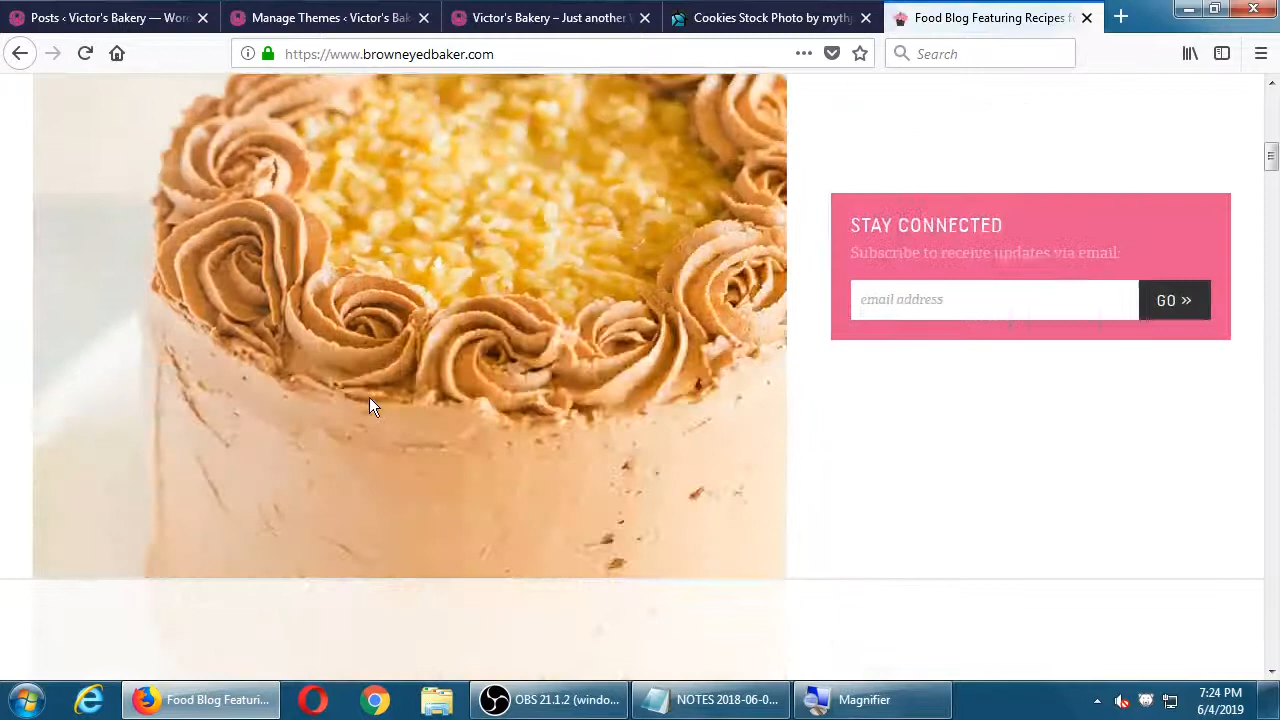 Posts ‹ Victor's Bakery — Wor
Manage Themes ‹ Victor's Bak
Victor's Bakery – Just another
Cookies Stock Photo by myth
Food Blog Featuring Recipes f
https://www.browneyedbaker.com
Search
STAY CONNECTED
Subscribe to receive updates via email:
email address
GO »
Food Blog Featuri...
OBS 21.1.2 (windo...
NOTES 2018-06-0...
Magnifier
7:24 PM
6/4/2019